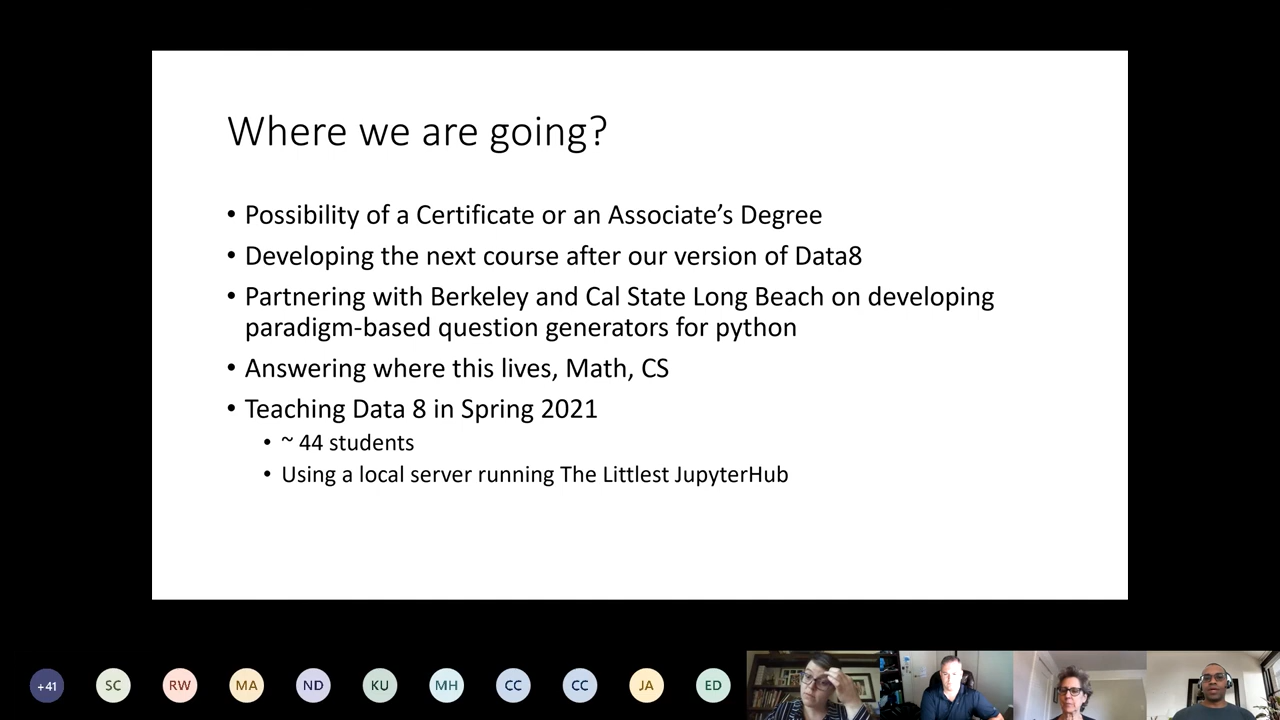 Where we are going?
• Possibility of a Certificate or an Associate’s Degree
• Developing the next course after our version of Data8
• Partnering with Berkeley and Cal State Long Beach on developing
paradigm-based question generators for python
• Answering where this lives, Math, CS
• Teaching Data 8 in Spring 2021
• ~ 44 students
• Using a local server running The Littlest JupyterHub
+41 SC RW MA ND KU MH CC CC JA ED